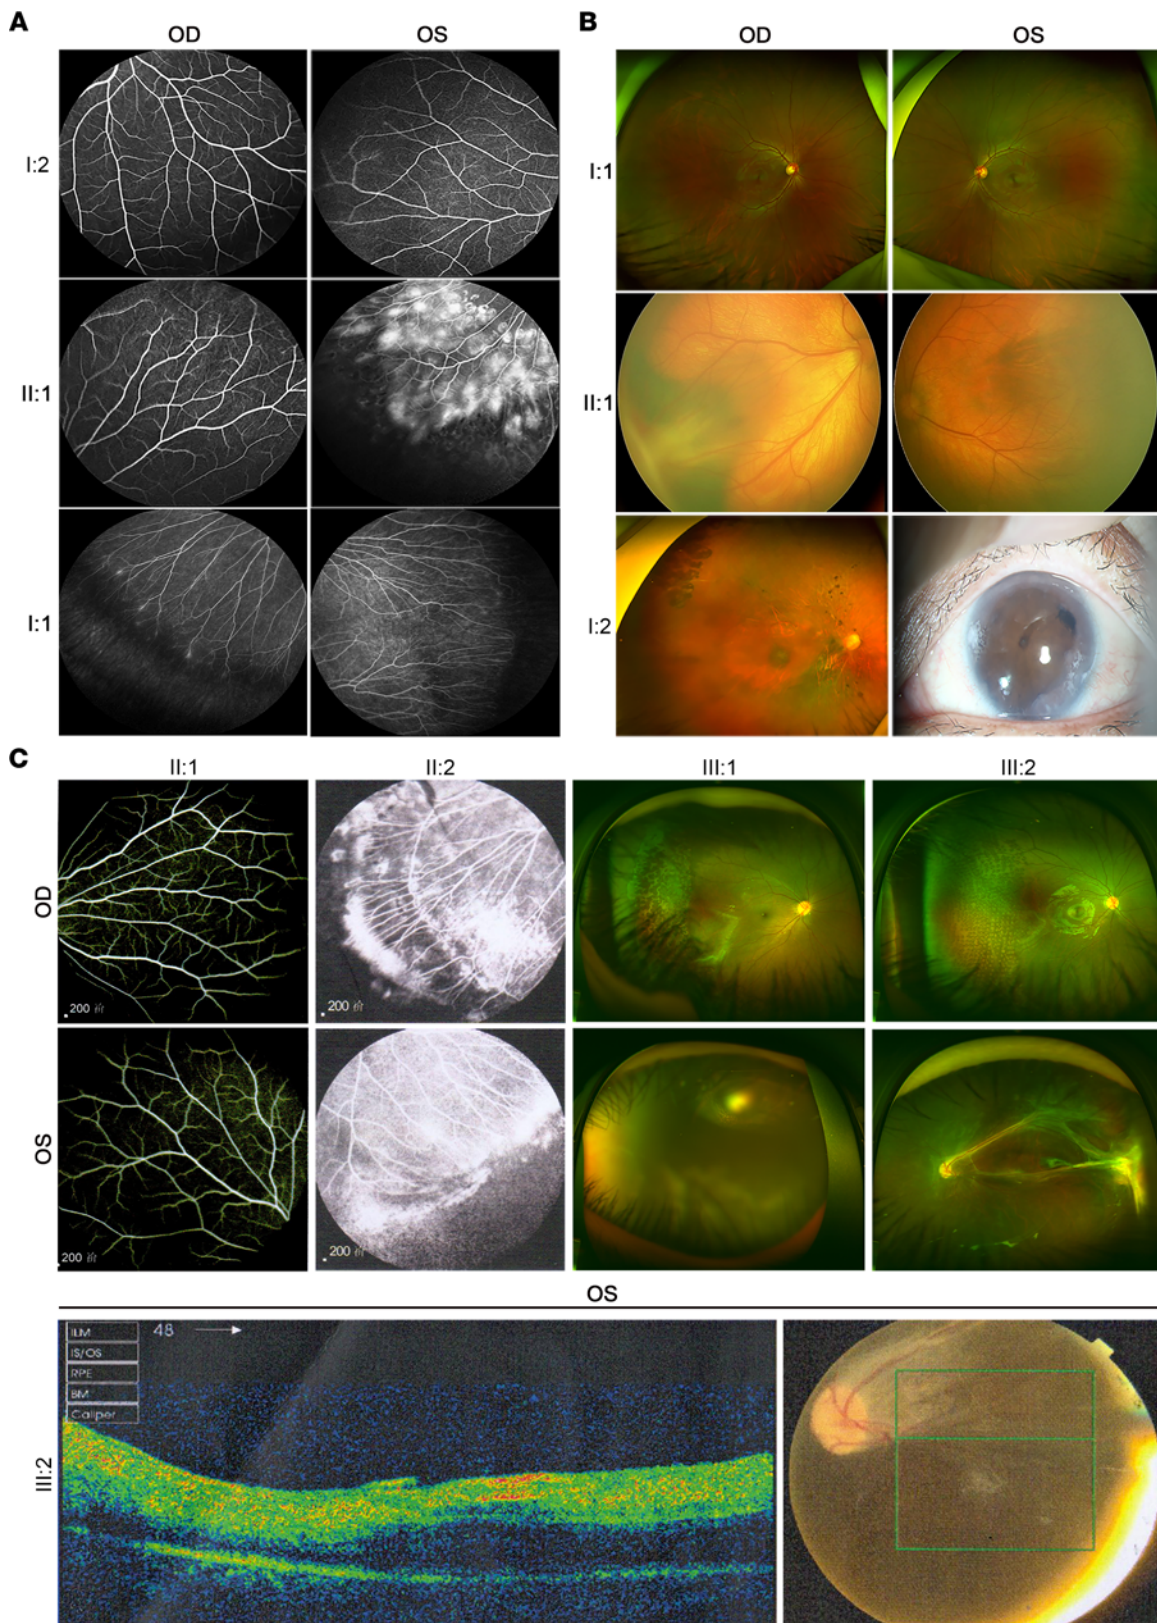 A
OD OS
I:2
II:1
I:1
B
OD OS
I:1
II:1
I:2
C
II:1 II:2 III:1 III:2
OD
200
200
OS
200
200
OS
III:2
ILM
IS/OS
RPE
BM
Caliper
48